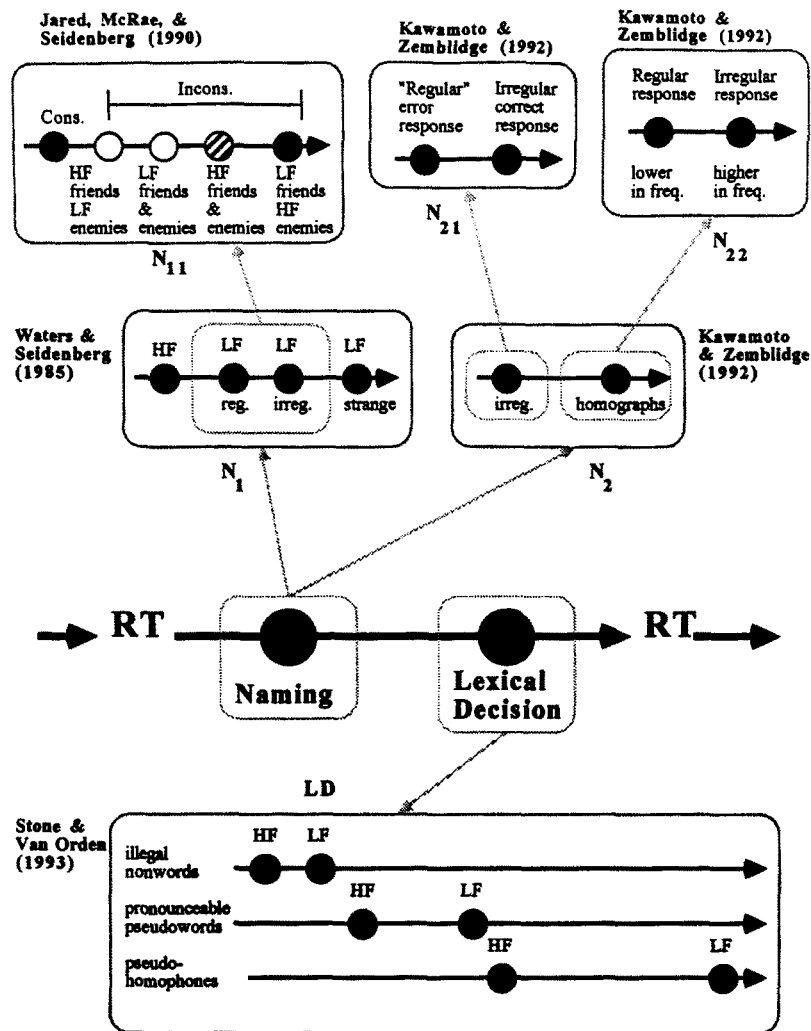 Jared, McRae, &
Seidenberg (1990)
Kawamoto &
Zemblidge (1992)
Kawamoto &
Zemblidge (1992)
Incons.
Cons.
HF
friends
LF
enemies
LF
friends
&
enemies
HF
friends
&
enemies
LF
friends
HF
enemies
N11
"Regular"
error
response
Irregular
correct
response
N21
Regular
response
Irregular
response
lower
in freq.
higher
in freq.
N22
Waters &
Seidenberg
(1985)
HF
LF
LF
LF
reg.
irreg.
strange
N1
irreg.
homographs
Kawamoto
& Zemblidge
(1992)
N2
RT
RT
Naming
Lexical
Decision
LD
Stone &
Van Orden
(1993)
illegal
nonwords
HF LF
pronounceable
pseudowords
HF LF
pseudo-
homophones
HF LF